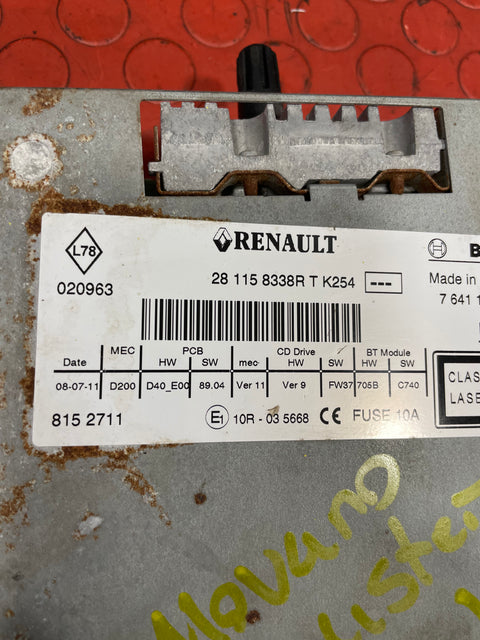 L78
RENAULT
B
020963
28 115 8338R T K254
---
Made in
7 641 1
MEC PCB CD Drive BT Module
Date HW SW mec HW SW HW SW
08-07-11 D200 D40_E00 89.04 Ver 11 Ver 9 FW37 705B C740
CLAS
LASE
815 2711
E1 10R - 03 5668 CE FUSE 10A
Movano